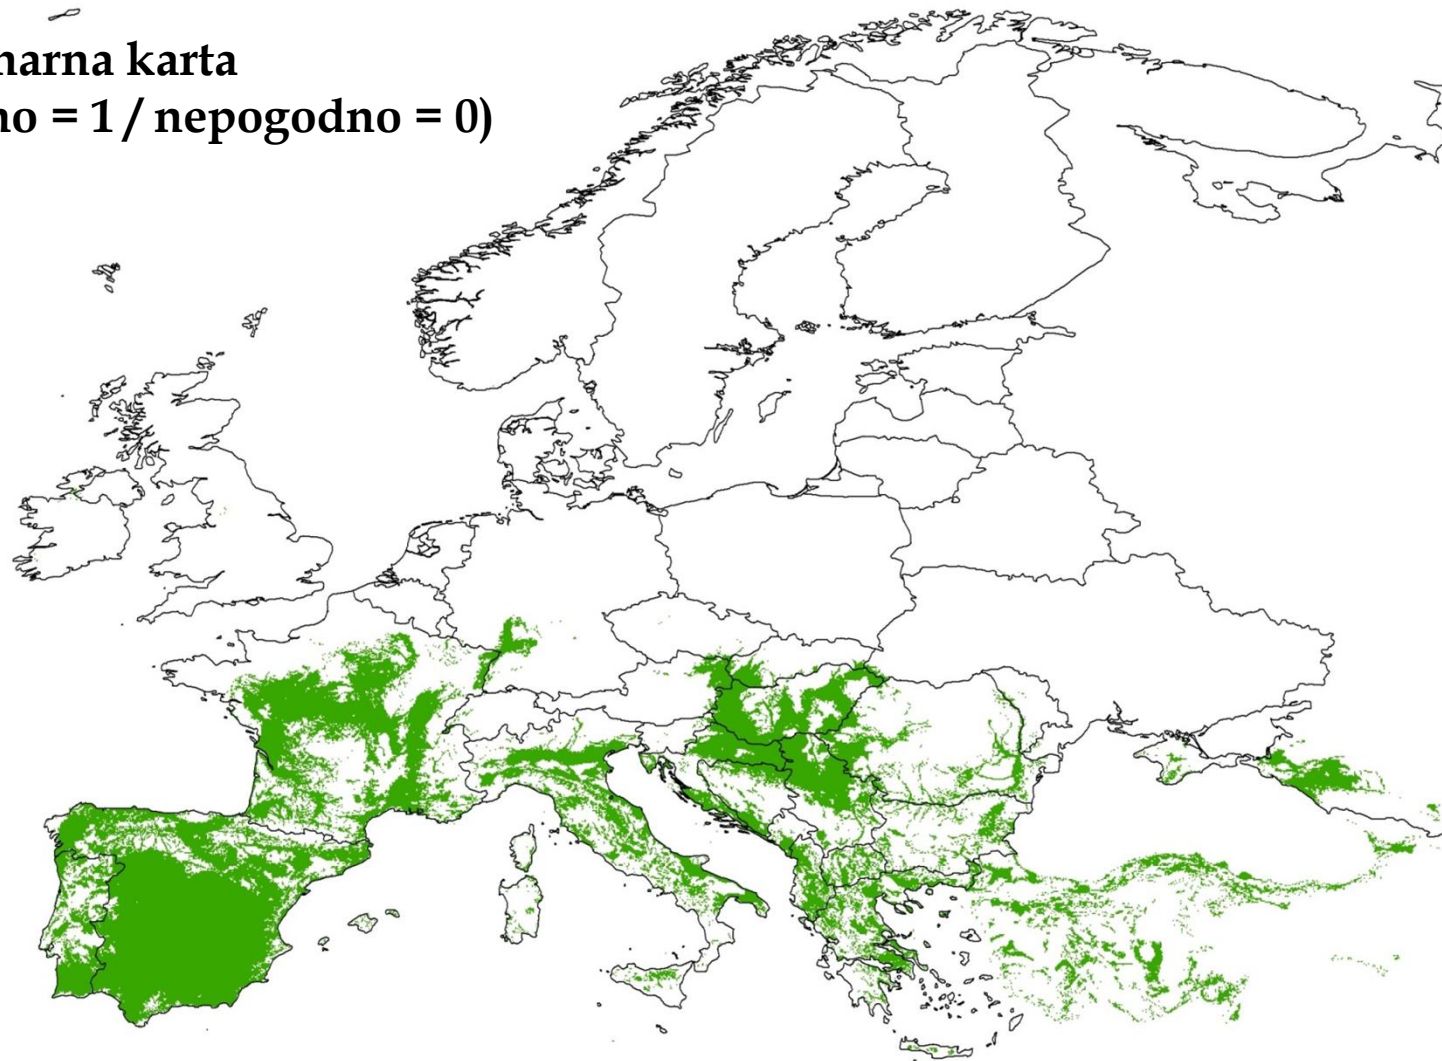 narna karta
no = 1 / nepogodno = 0)